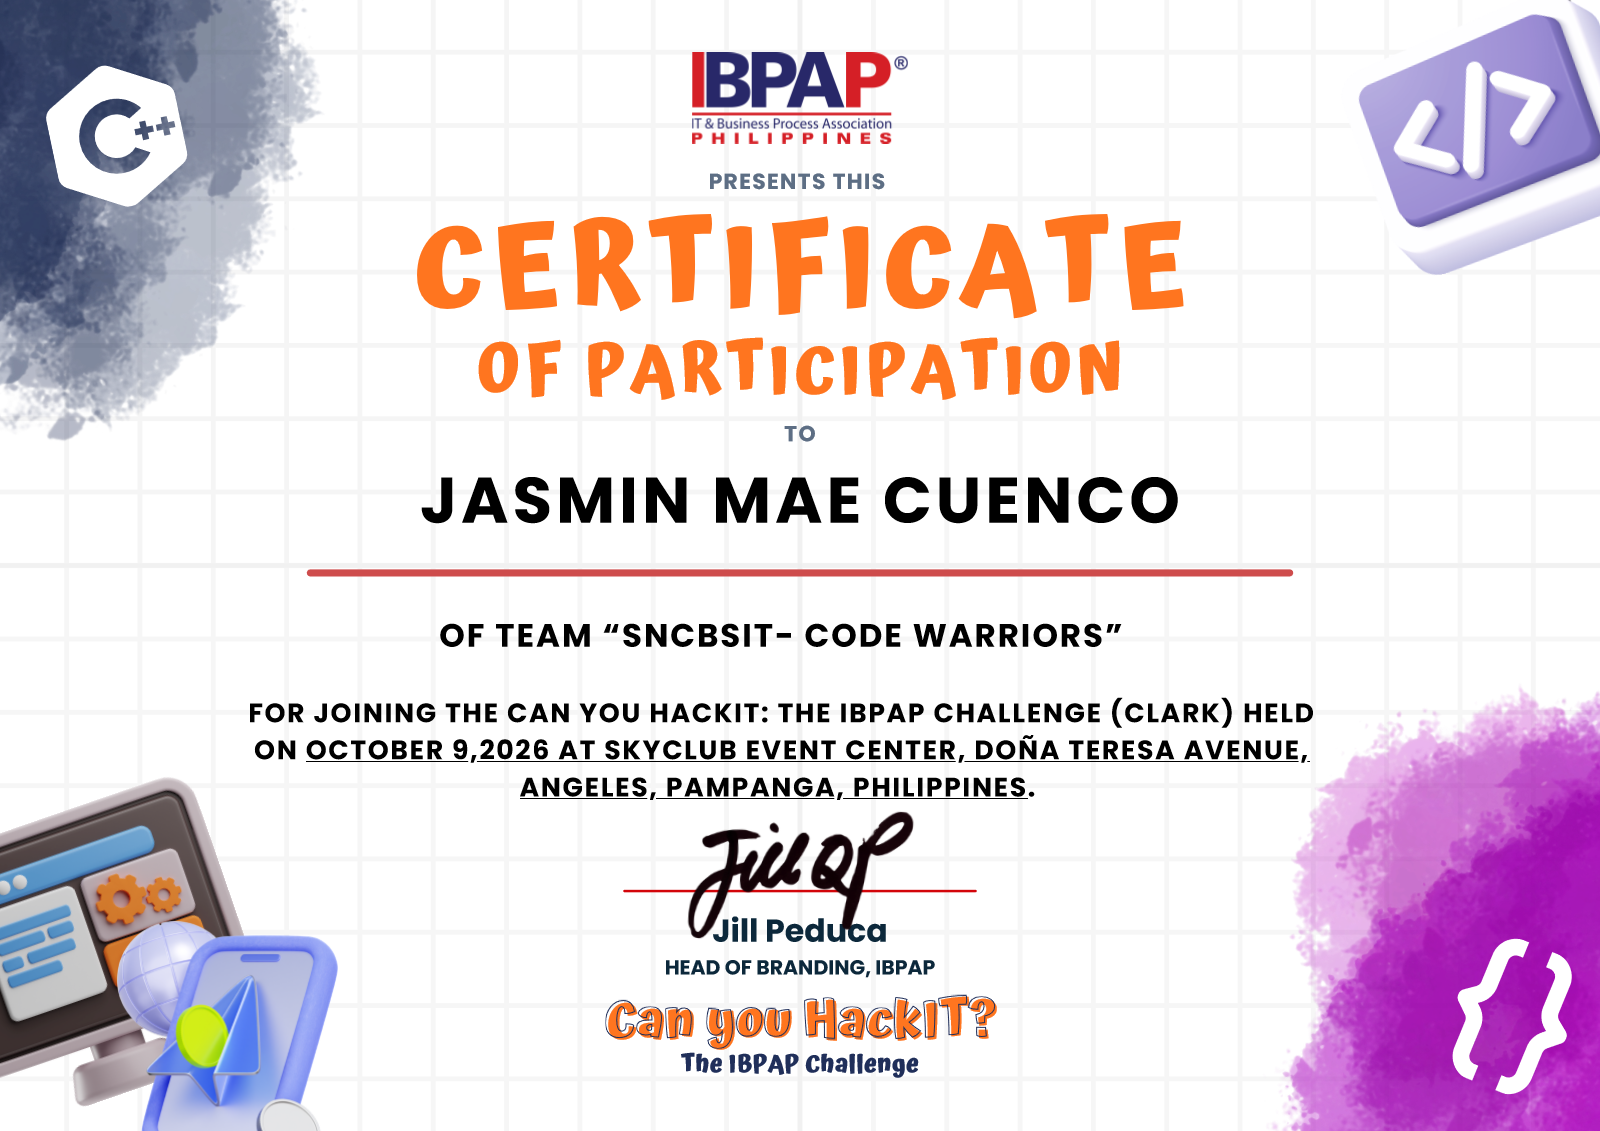 C++
IBPAP®
IT & Business Process Association
PHILIPPINES
PRESENTS THIS
CERTIFICATE
OF PARTICIPATION
TO
JASMIN MAE CUENCO
OF TEAM “SNCBSIT- CODE WARRIORS”
FOR JOINING THE CAN YOU HACKIT: THE IBPAP CHALLENGE (CLARK) HELD
ON OCTOBER 9,2026 AT SKYCLUB EVENT CENTER, DOÑA TERESA AVENUE,
ANGELES, PAMPANGA, PHILIPPINES.
Jill QP
Jill Peduca
HEAD OF BRANDING, IBPAP
Can you HackIT?
The IBPAP Challenge